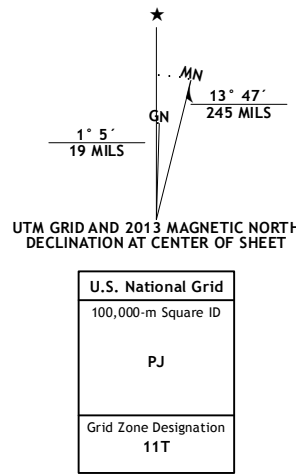 ★
MN
GN
13° 47´
245 MILS
1° 5´
19 MILS
UTM GRID AND 2013 MAGNETIC NORTH
DECLINATION AT CENTER OF SHEET
U.S. National Grid
100,000-m Square ID
PJ
Grid Zone Designation
11T